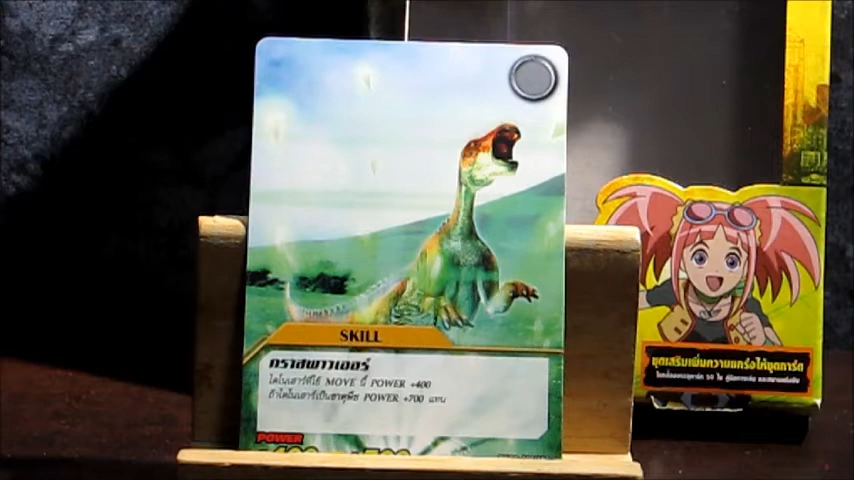 SKILL
กราสพาวเออร์
ไดโนเสาร์ที่ใช้ MOVE นี้ POWER +400
ถ้าไดโนเสาร์เป็นธาตุพืช POWER +700 แทน
POWER
ชุดเสริมเพิ่มความแกร่งให้ชุดการ์ด